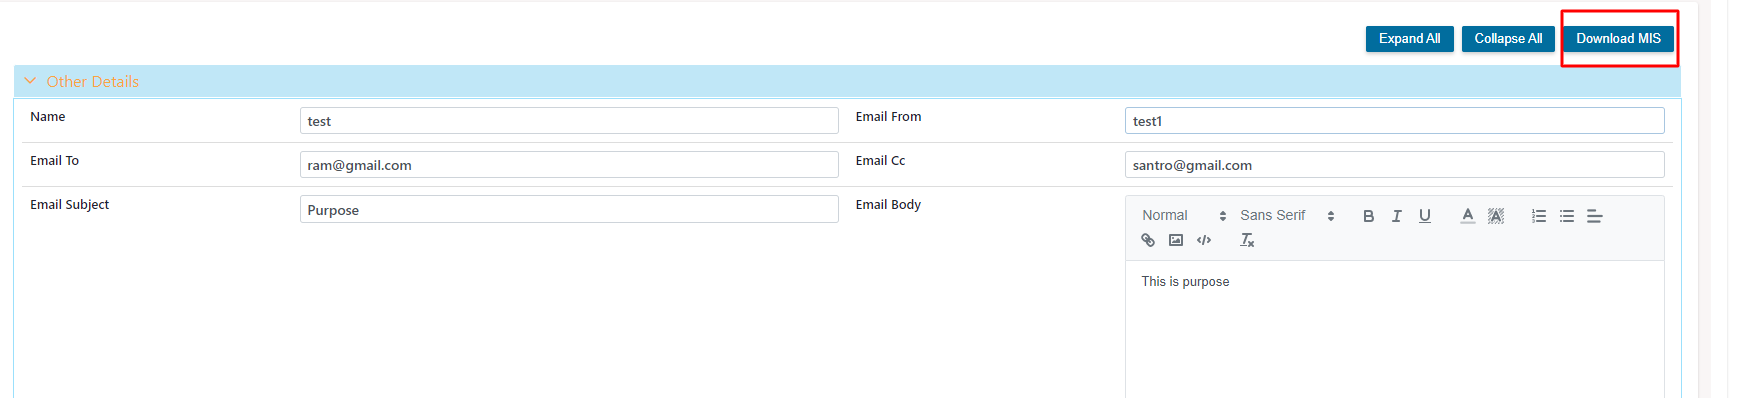 Expand All Collapse All Download MIS
Other Details
Name test Email From test1
Email To ram@gmail.com Email Cc santro@gmail.com
Email Subject Purpose Email Body
Normal Sans Serif B I U A A
This is purpose